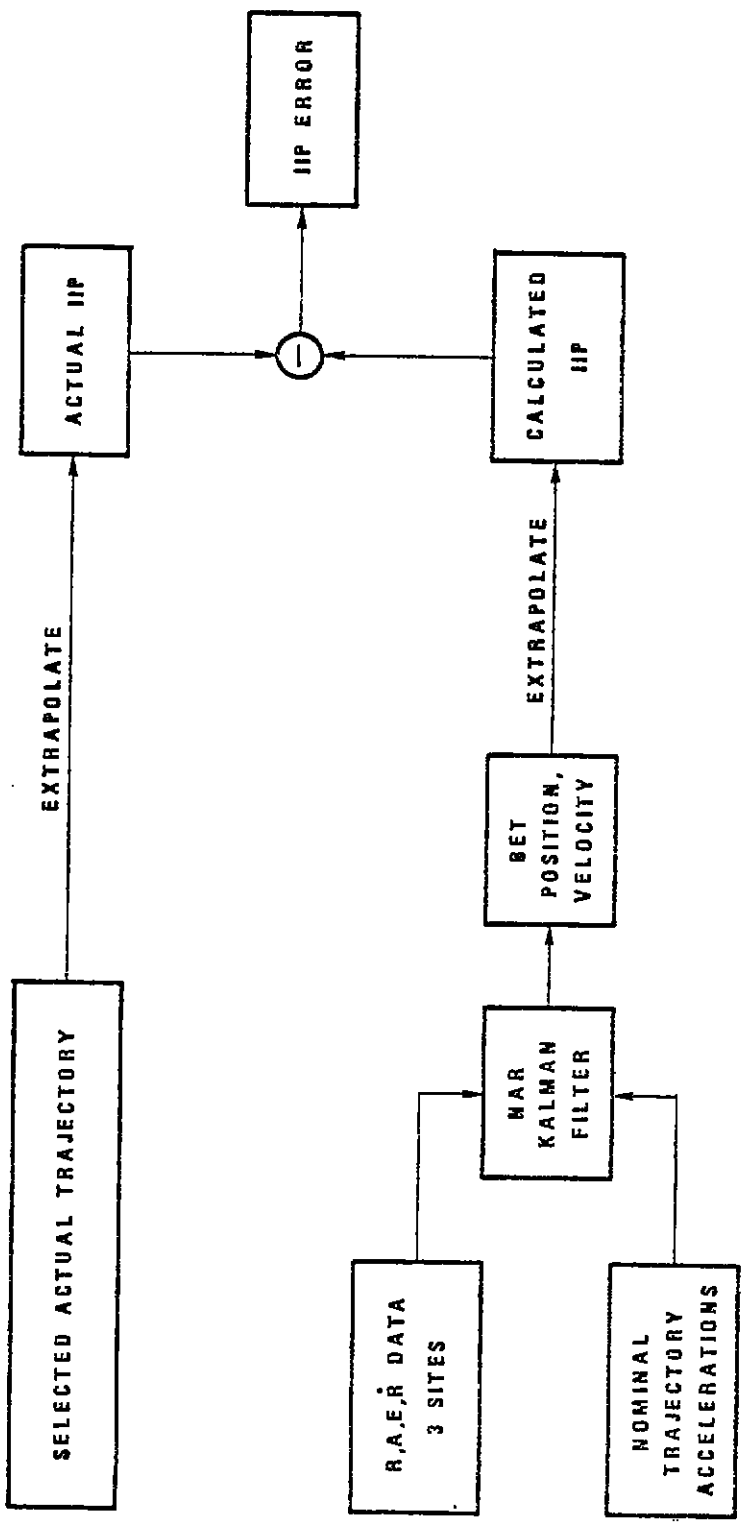 SELECTED ACTUAL TRAJECTORY
EXTRAPOLATE
ACTUAL IIP
IIP ERROR
R,A,E,Ṙ DATA
3 SITES
NOMINAL
TRAJECTORY
ACCELERATIONS
MAR
KALMAN
FILTER
BET
POSITION,
VELOCITY
EXTRAPOLATE
CALCULATED
IIP